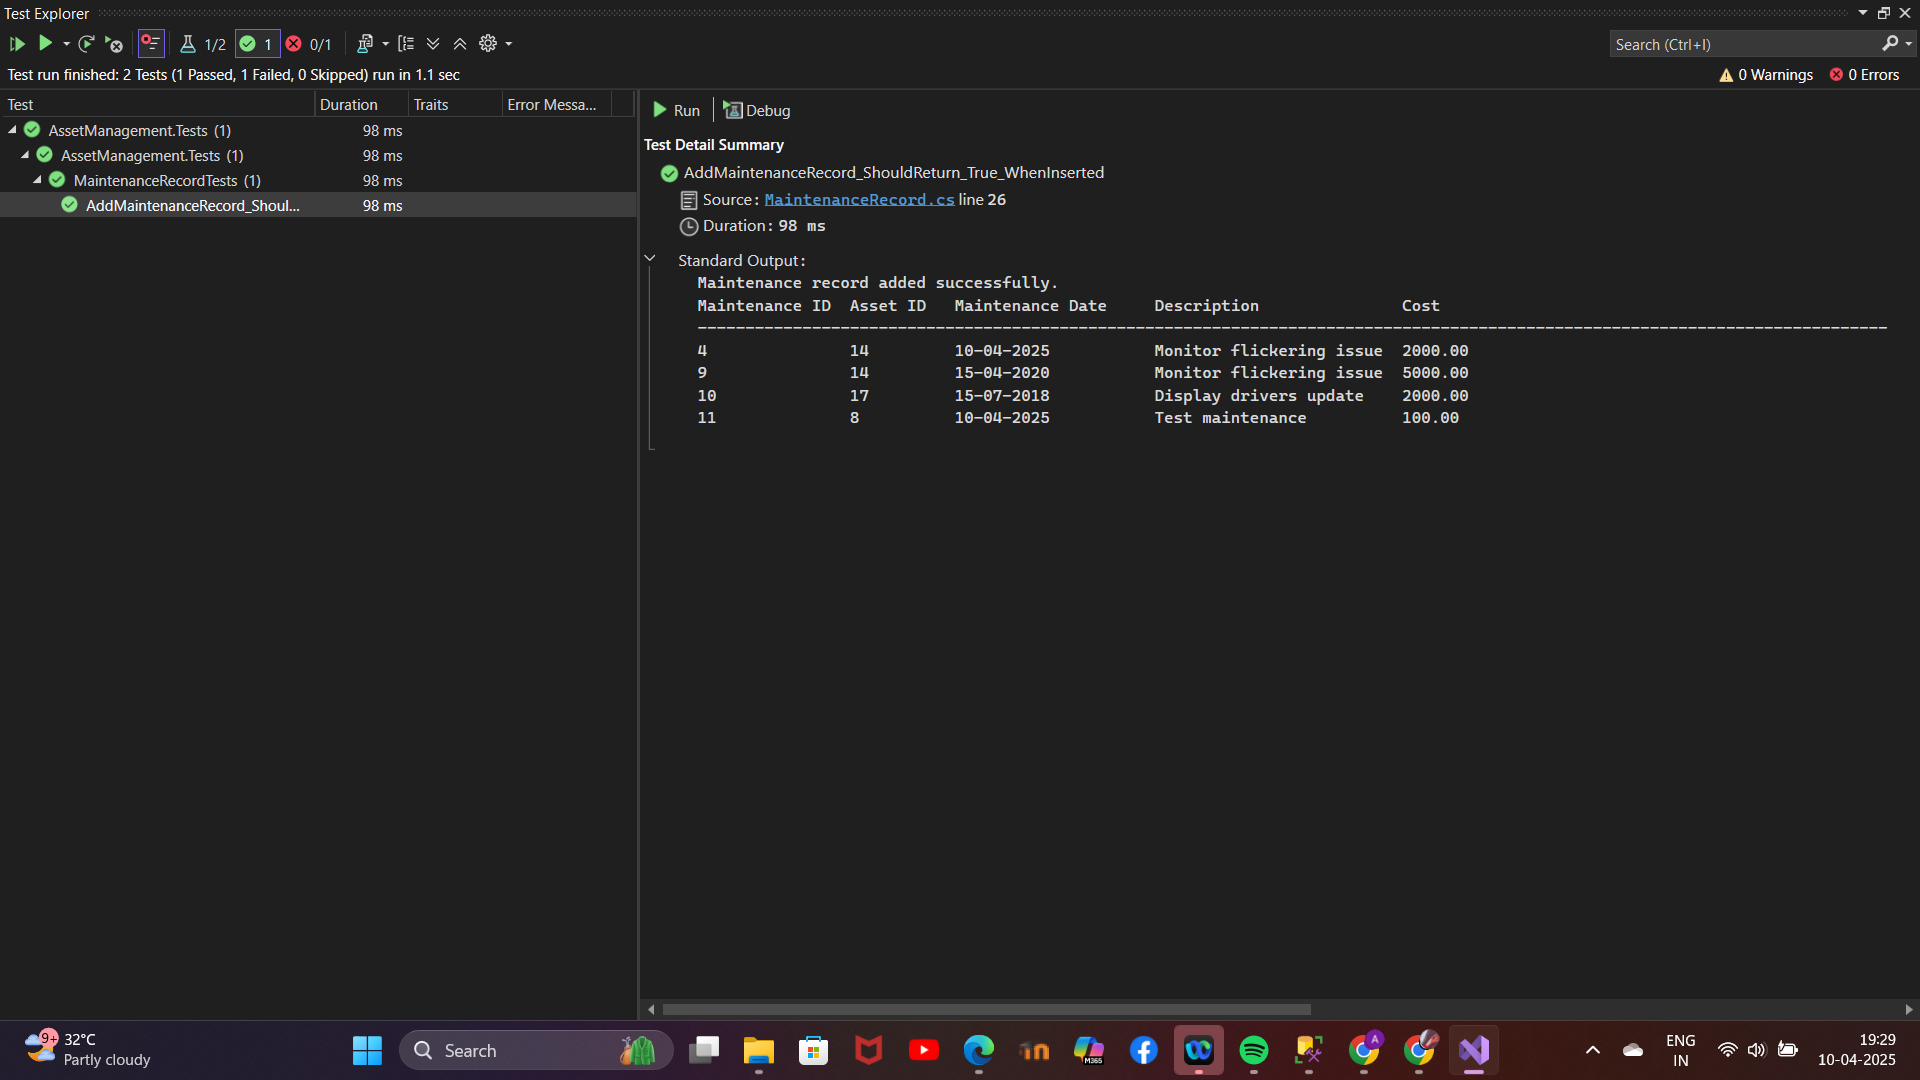 Test Explorer
1/2 1 0/1
Search (Ctrl+I)
Test run finished: 2 Tests (1 Passed, 1 Failed, 0 Skipped) run in 1.1 sec
0 Warnings 0 Errors
Test Duration Traits Error Messa...
AssetManagement.Tests (1) 98 ms
AssetManagement.Tests (1) 98 ms
MaintenanceRecordTests (1) 98 ms
AddMaintenanceRecord_Shoul... 98 ms
Run Debug
Test Detail Summary
AddMaintenanceRecord_ShouldReturn_True_WhenInserted
Source: MaintenanceRecord.cs line 26
Duration: 98 ms
Standard Output:
Maintenance record added successfully.
Maintenance ID Asset ID Maintenance Date Description Cost
-----------------------------------------------------------------------------------------------------------------------------
4 14 10-04-2025 Monitor flickering issue 2000.00
9 14 15-04-2020 Monitor flickering issue 5000.00
10 17 15-07-2018 Display drivers update 2000.00
11 8 10-04-2025 Test maintenance 100.00
9+
32°C
Partly cloudy
Search
M365
A
ENG
IN
19:29
10-04-2025